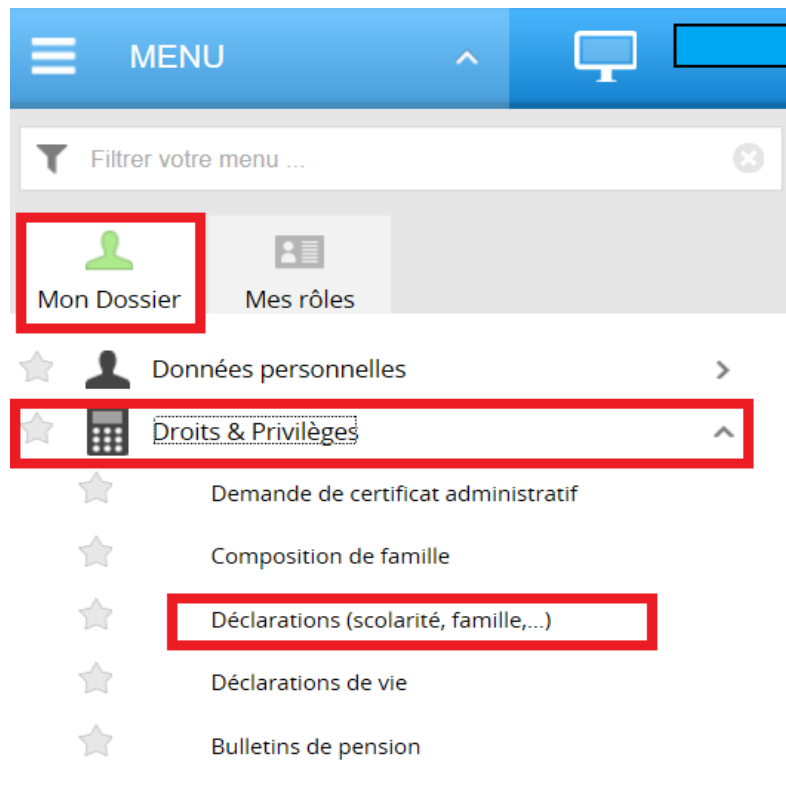 MENU
Filtrer votre menu ...
Mon Dossier
Mes rôles
Données personnelles
Droits & Privilèges
Demande de certificat administratif
Composition de famille
Déclarations (scolarité, famille,...)
Déclarations de vie
Bulletins de pension